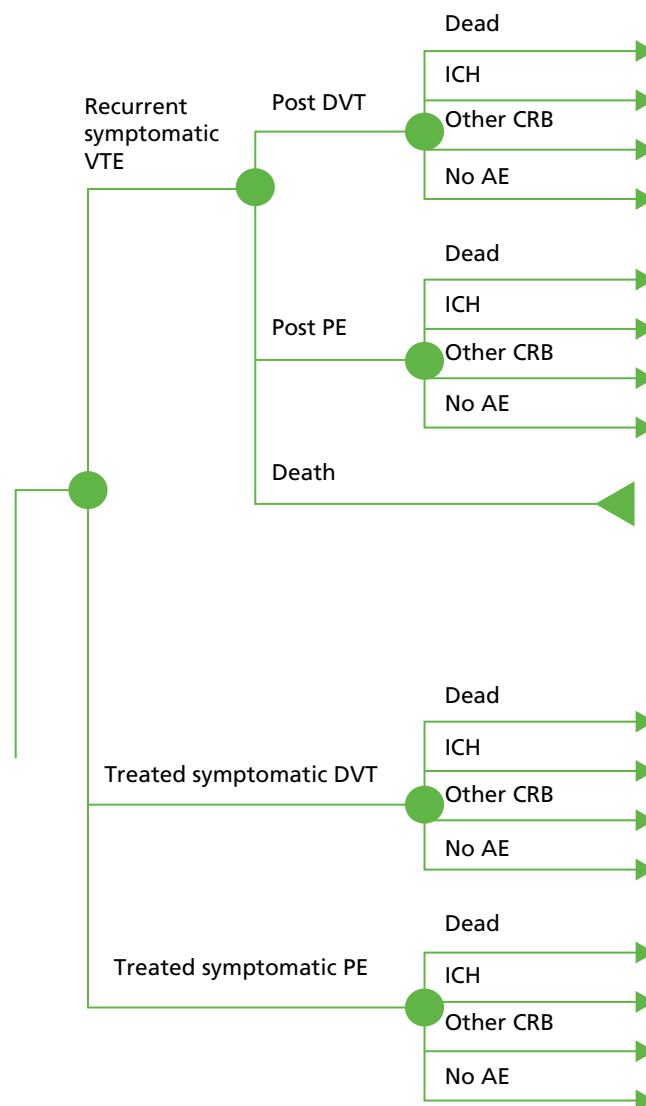 Dead
ICH
Recurrent
symptomatic
VTE
Post DVT
Other CRB
No AE
Dead
ICH
Post PE
Other CRB
No AE
Death
Dead
ICH
Treated symptomatic DVT
Other CRB
No AE
Dead
Treated symptomatic PE
ICH
Other CRB
No AE